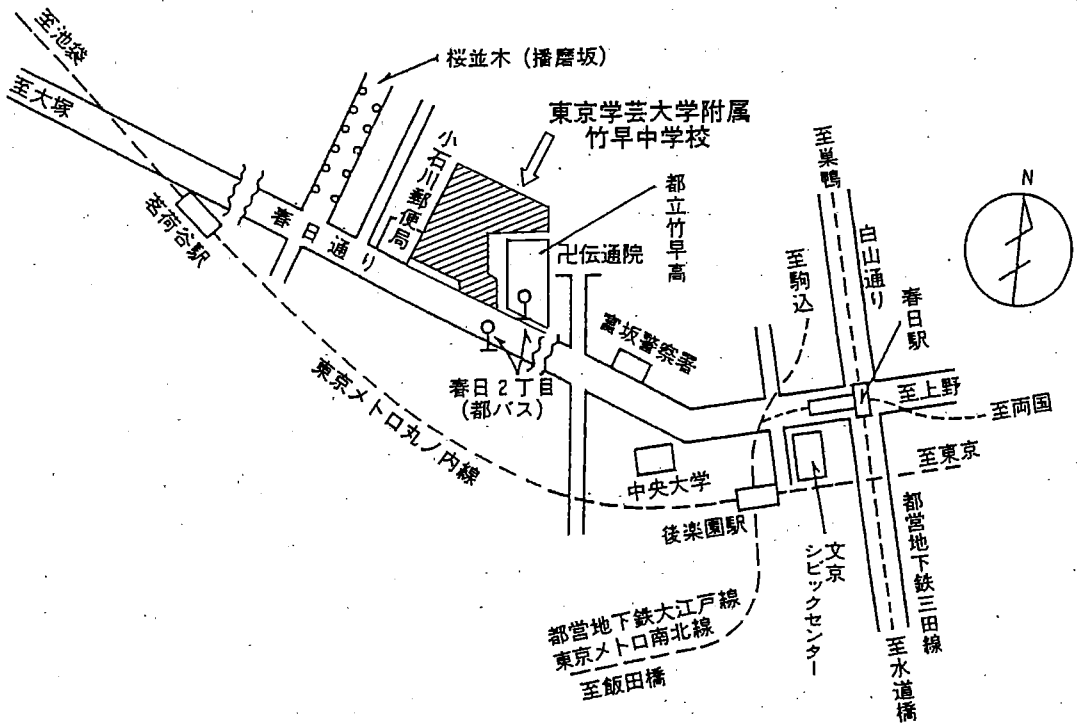 至池袋
至大塚
茗荷谷駅
桜並木（播磨坂）
東京学芸大学附属
竹早中学校
小石川郵便局
春日通り
都立竹早高
卍伝通院
春日2丁目
（都バス）
富坂警察署
東京メトロ丸ノ内線
中央大学
後楽園駅
至駒込
至巣鴨
白山通り
春日駅
N
至上野
至両国
至東京
文京
シビックセンター
都営地下鉄三田線
至水道橋
都営地下鉄大江戸線
東京メトロ南北線
至飯田橋